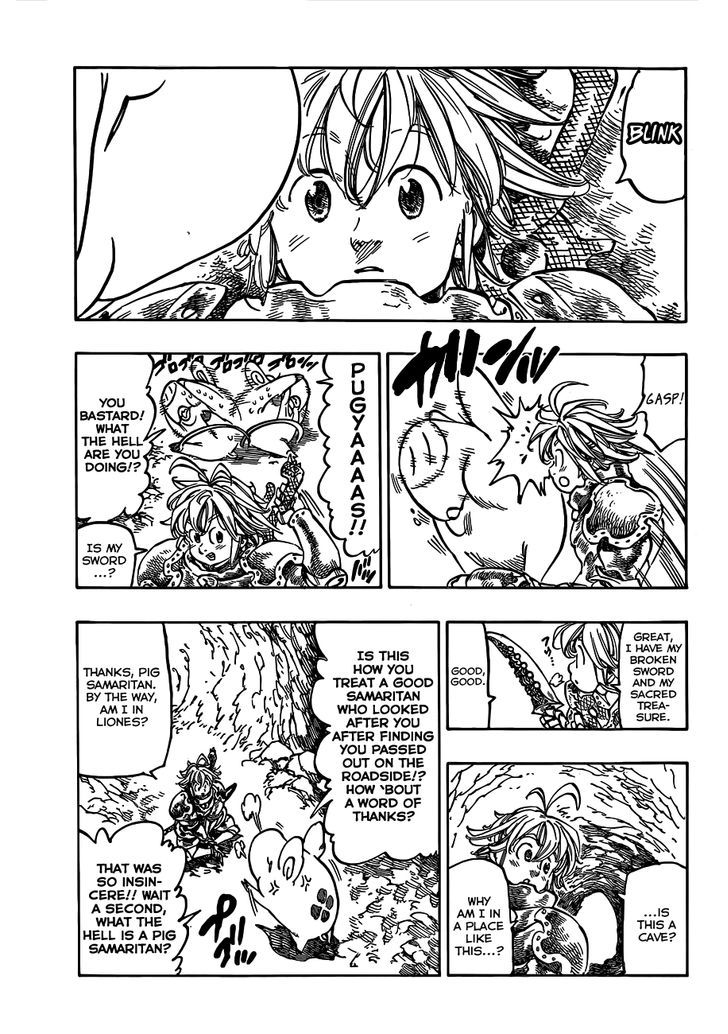 BLINK
GASP!
ガバッ
PUGYAAAAS!!
YOU
BASTARD!
WHAT
THE HELL
ARE YOU
DOING!?
IS MY
SWORD
...?
GREAT,
I HAVE MY
BROKEN
SWORD
AND MY
SACRED
TREA-
SURE.
GOOD,
GOOD.
...IS
THIS A
CAVE?
WHY
AM I IN
A PLACE
LIKE
THIS...?
IS THIS
HOW YOU
TREAT A GOOD
SAMARITAN
WHO LOOKED
AFTER YOU
AFTER FINDING
YOU PASSED
OUT ON THE
ROADSIDE!?
HOW ‘BOUT
A WORD OF
THANKS?
THANKS, PIG
SAMARITAN.
BY THE WAY,
AM I IN
LIONES?
THAT WAS
SO INSIN-
CERE!! WAIT
A SECOND,
WHAT THE
HELL IS A PIG
SAMARITAN?